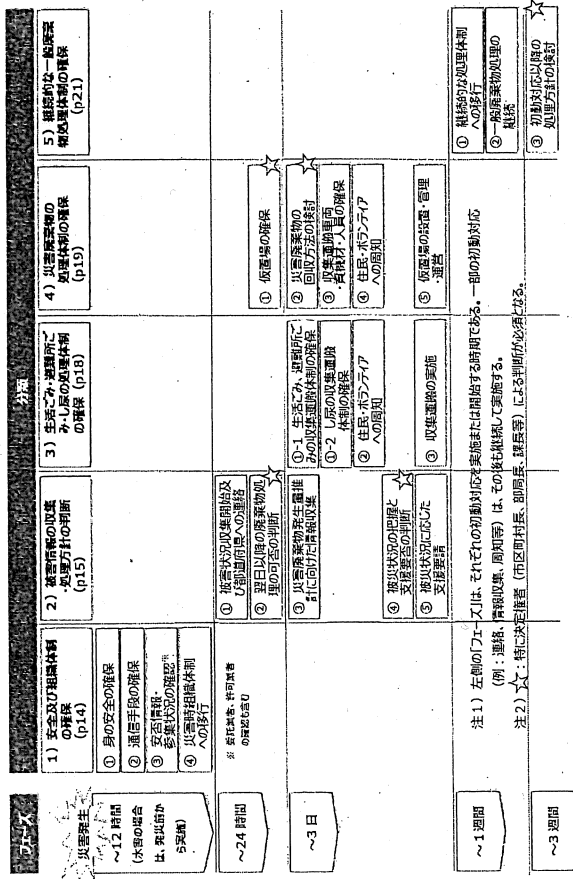 フェーズ
分類
1) 安全及び組織体制
の確保
(p14)
2) 被害情報の収集
・処理方針の判断
(p15)
3) 生活ごみ・避難所ご
み・し尿の処理体制
の確保 (p18)
4) 災害廃棄物の
処理体制の確保
(p19)
5) 継続的な一般廃棄
物処理体制の確保
(p21)
災害発生
~12時間
(水害の場合
は、発災前か
ら実施)
① 身の安全の確保
② 通信手段の確保
③ 安否情報・
参集状況の確認※
④ 災害時組織体制
への移行
~24時間
※ 委託業者、許可業者
の確認も含む
① 被害状況収集開始及
び都道府県への連絡
② 翌日以降の廃棄物処
理の可否の判断
① 仮置場の確保
~3日
③ 災害廃棄物発生量推
計に向けた情報収集
④ 被災状況の把握と
支援要否の判断
⑤ 被災状況に応じた
支援要請
①-1 生活ごみ、避難所ご
みの収集運搬体制の確保
①-2 し尿の収集運搬
体制の確保
② 住民・ボランティア
への周知
③ 収集運搬の実施
② 災害廃棄物の
回収方法の検討
③ 収集運搬車両
・資機材・人員の確保
④ 住民・ボランティア
への周知
⑤ 仮置場の設置・管理
・運営
~1週間
① 継続的な処理体制
への移行
② 一般廃棄物処理の
継続
~3週間
③ 初動対応以降の
処理方針の検討
注1) 左側の「フェーズ」は、それぞれの初動対応を実施または開始する時期である。一部の初動対応
(例:連絡、情報収集、周知等) は、その後も継続して実施する。
注2) ☆:特に決定権者 (市区町村長、部局長、課長等) による判断が必須となる。